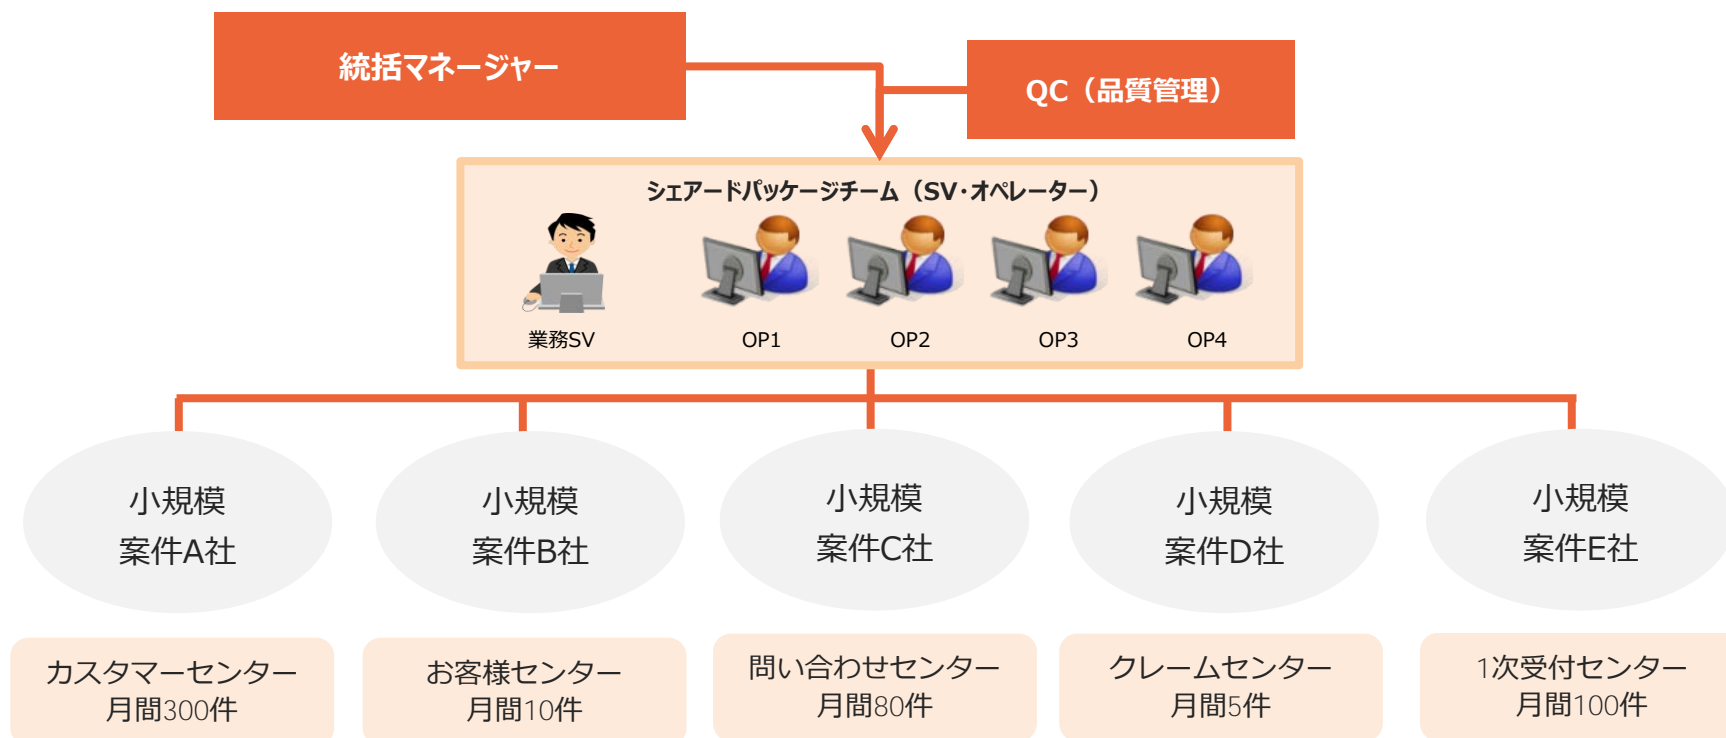 統括マネージャー
QC（品質管理）
シェアードパッケージチーム（SV・オペレーター）
業務SV
OP1
OP2
OP3
OP4
小規模
案件A社
小規模
案件B社
小規模
案件C社
小規模
案件D社
小規模
案件E社
カスタマーセンター
月間300件
お客様センター
月間10件
問い合わせセンター
月間80件
クレームセンター
月間5件
1次受付センター
月間100件